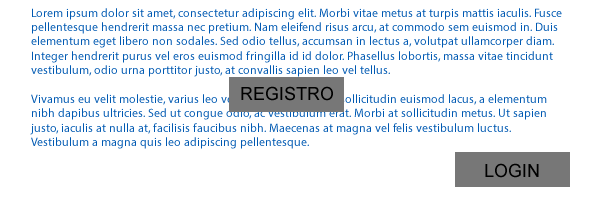 Lorem ipsum dolor sit amet, consectetur adipiscing elit. Morbi vitae metus at turpis mattis iaculis. Fusce
pellentesque hendrerit massa nec pretium. Nam eleifend risus arcu, at commodo sem euismod in. Duis
elementum eget libero non sodales. Sed odio tellus, accumsan in lectus a, volutpat ullamcorper diam.
Integer hendrerit purus vel eros euismod fringilla id id dolor. Phasellus lobortis, massa vitae tincidunt
vestibulum, odio urna porttitor justo, at convallis sapien leo vel tellus.
REGISTRO
Vivamus eu velit molestie, varius leo ollicitudin euismod lacus, a elementum
nibh dapibus ultricies. Sed ut congue odio, ac vestibulum erat. Morbi at sollicitudin metus. Ut sapien
justo, iaculis at nulla at, facilisis faucibus nibh. Maecenas at magna vel felis vestibulum luctus.
Vestibulum a magna quis leo adipiscing pellentesque.
LOGIN